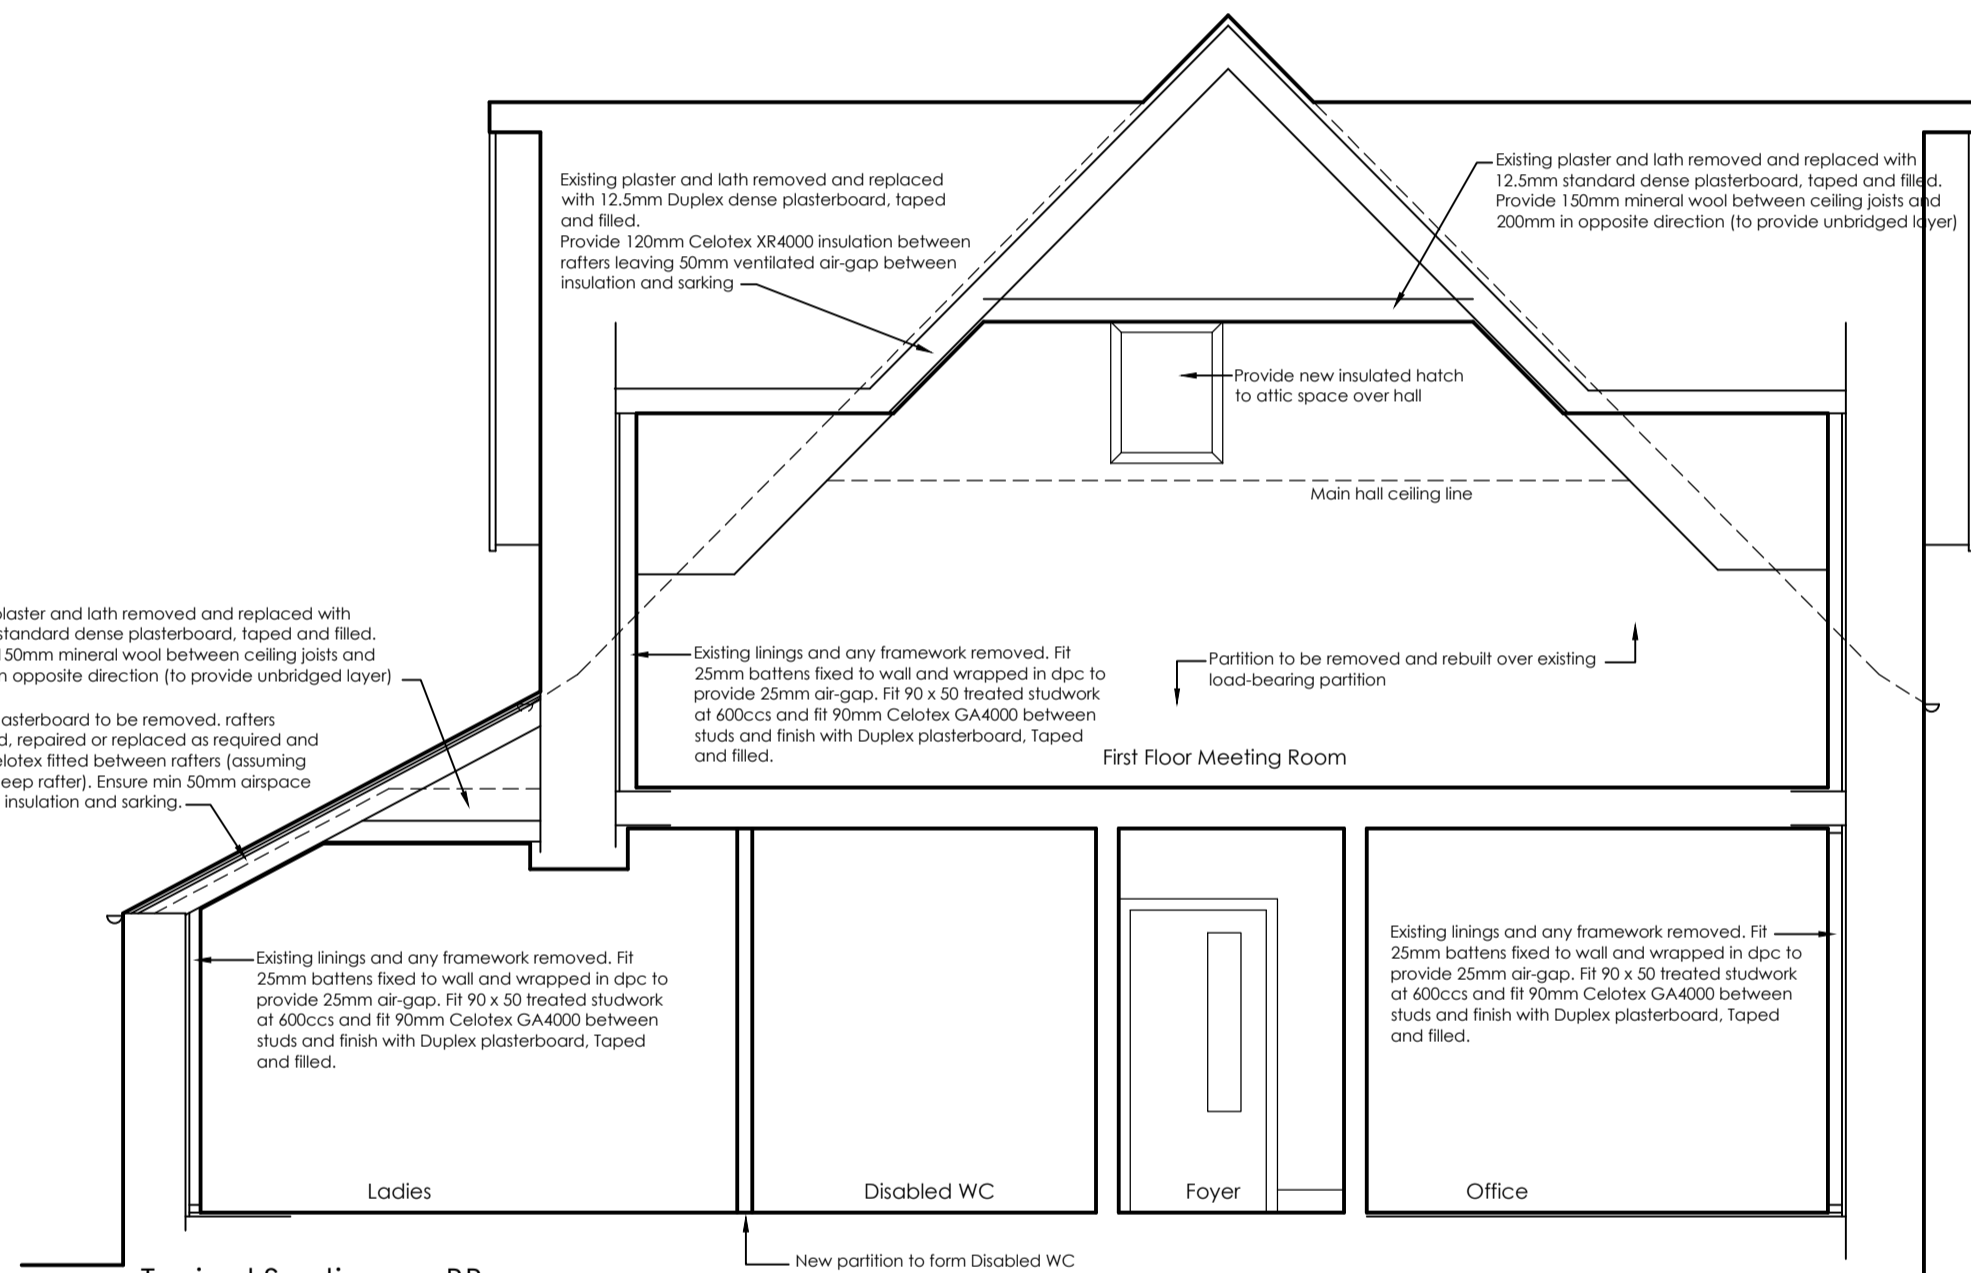 Existing plaster and lath removed and replaced
with 12.5mm Duplex dense plasterboard, taped
and filled.
Provide 120mm Celotex XR4000 insulation between
rafters leaving 50mm ventilated air-gap between
insulation and sarking
Existing plaster and lath removed and replaced with
12.5mm standard dense plasterboard, taped and filled.
Provide 150mm mineral wool between ceiling joists and
200mm in opposite direction (to provide unbridged layer)
Provide new insulated hatch
to attic space over hall
Main hall ceiling line
plaster and lath removed and replaced with
standard dense plasterboard, taped and filled.
150mm mineral wool between ceiling joists and
opposite direction (to provide unbridged layer)
to be removed. rafters
repaired or replaced as required and
fitted between rafters (assuming
rafter). Ensure min 50mm airspace
insulation and sarking.
Existing linings and any framework removed. Fit
25mm battens fixed to wall and wrapped in dpc to
provide 25mm air-gap. Fit 90 x 50 treated studwork
at 600ccs and fit 90mm Celotex GA4000 between
studs and finish with Duplex plasterboard, Taped
and filled.
Partition to be removed and rebuilt over existing
load-bearing partition
First Floor Meeting Room
Existing linings and any framework removed. Fit
25mm battens fixed to wall and wrapped in dpc to
provide 25mm air-gap. Fit 90 x 50 treated studwork
at 600ccs and fit 90mm Celotex GA4000 between
studs and finish with Duplex plasterboard, Taped
and filled.
Existing linings and any framework removed. Fit
25mm battens fixed to wall and wrapped in dpc to
provide 25mm air-gap. Fit 90 x 50 treated studwork
at 600ccs and fit 90mm Celotex GA4000 between
studs and finish with Duplex plasterboard, Taped
and filled.
Ladies
Disabled WC
Foyer
Office
New partition to form Disabled WC